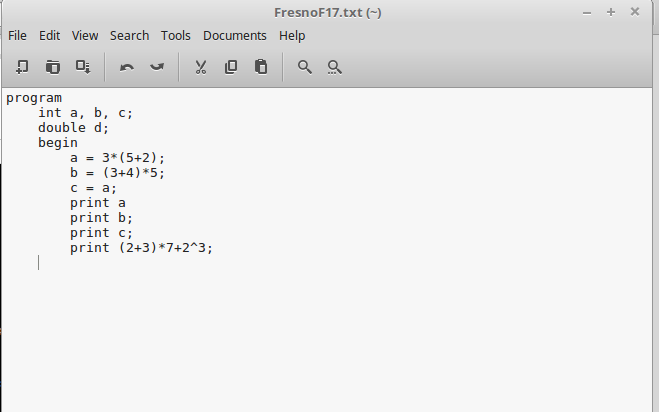 FresnoF17.txt (~)
File Edit View Search Tools Documents Help
program
    int a, b, c;
    double d;
    begin
        a = 3*(5+2);
        b = (3+4)*5;
        c = a;
        print a
        print b;
        print c;
        print (2+3)*7+2^3;